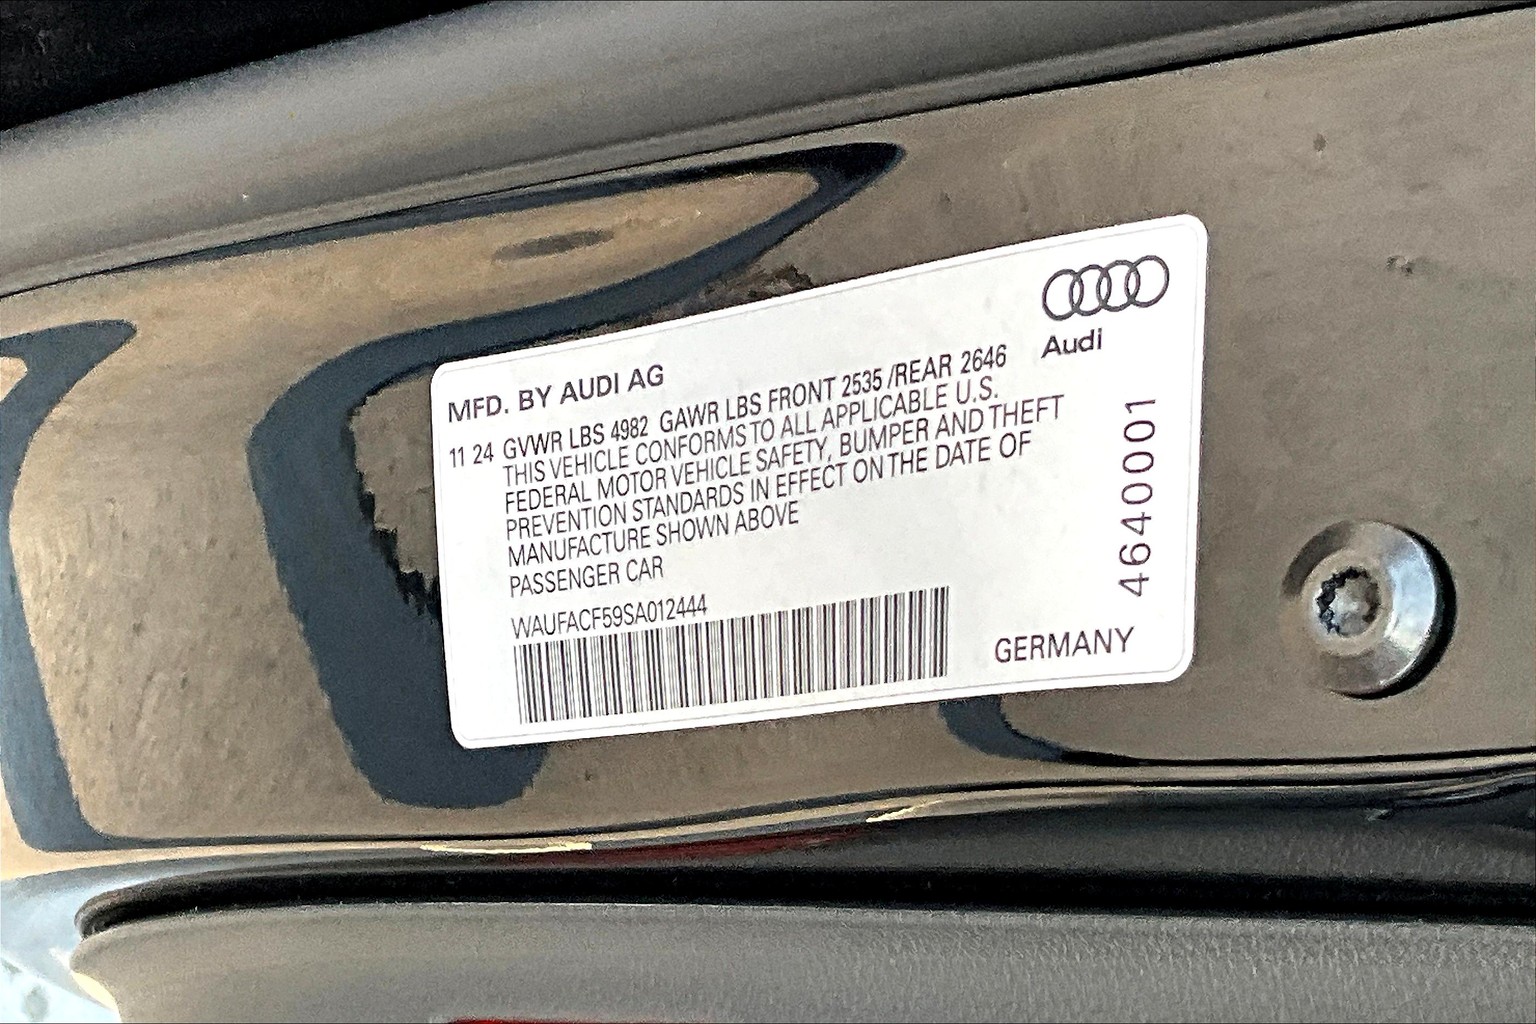 MFD. BY AUDI AG
Audi
11 24 GVWR LBS 4982 GAWR LBS FRONT 2535 /REAR 2646
THIS VEHICLE CONFORMS TO ALL APPLICABLE U.S.
FEDERAL MOTOR VEHICLE SAFETY, BUMPER AND THEFT
PREVENTION STANDARDS IN EFFECT ON THE DATE OF
MANUFACTURE SHOWN ABOVE
PASSENGER CAR
WAUFACF59SA012444
GERMANY
4640001